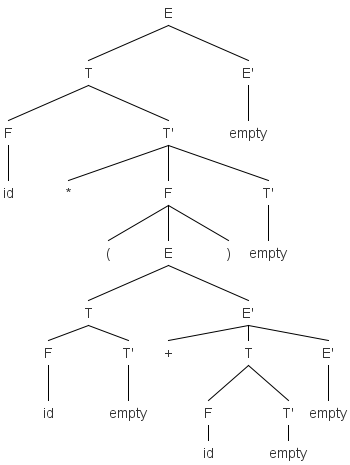 E
T E'
F T' empty
id * F T'
( E ) empty
T E'
F T' + T E'
id empty F T' empty
id empty